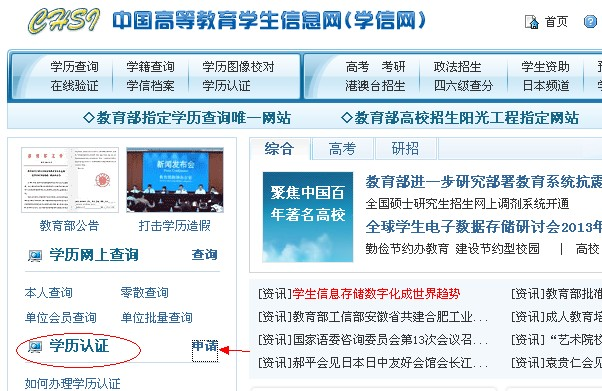 CHSI 中国高等教育学生信息网(学信网) 首页
学历查询 学籍查询 学历图像校对 高考 考研 政法招生 学生资助
在线验证 学信档案 学历认证 港澳台招生 四六级查分 日本频道 学
◇教育部指定学历查询唯一网站 ◇教育部高校招生阳光工程指定网站
综合 高考 研招
新闻发布会
教育部公告 打击学历造假
聚焦中国百年著名高校
教育部进一步研究部署教育系统抗震
全国硕士研究生招生网上调剂系统开通
全球学生电子数据存储研讨会2013年
勤俭节约办教育 建设节约型校园 | 高校
学历网上查询 查询
本人查询 零散查询
单位会员查询 单位批量查询
学历认证 申请
如何办理学历认证
[资讯]学生信息存储数字化成世界趋势 [资讯]教育部批准
[资讯]教育部工信部安徽省共建合肥工业... [资讯]成人教育培
[资讯]国家语委咨询委员会第13次会议召... [资讯]“艺术院校
[资讯]郝平会见日本日中友好会馆会长江... [资讯]袁贵仁会见